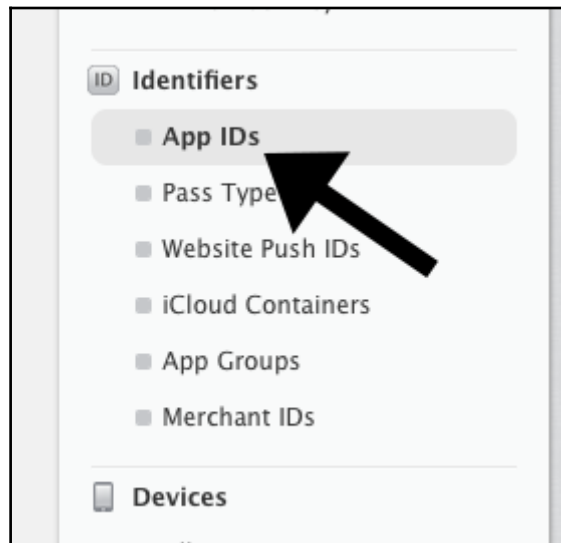 ID Identifiers
App IDs
Pass Type
Website Push IDs
iCloud Containers
App Groups
Merchant IDs
Devices